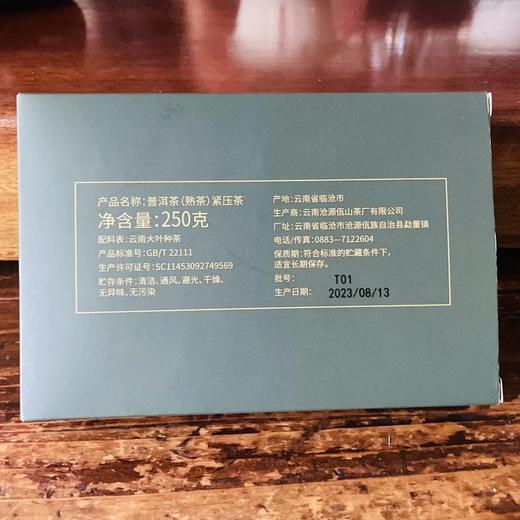 产品名称:普洱茶(熟茶)紧压茶
净含量:250克
配料表:云南大叶种茶
产品标准号:GB/T 22111
生产许可证号:SC11453092749569
贮存条件:清洁、通风、避光、干燥、
无异味、无污染
产地:云南省临沧市
生产商:云南沧源佤山茶厂有限公司
厂址:云南省临沧市沧源佤族自治县勐董镇
电话/传真:0883-7122604
保质期:符合标准的贮藏条件下,
适宜长期保存。
批号: T01
生产日期: 2023/08/13